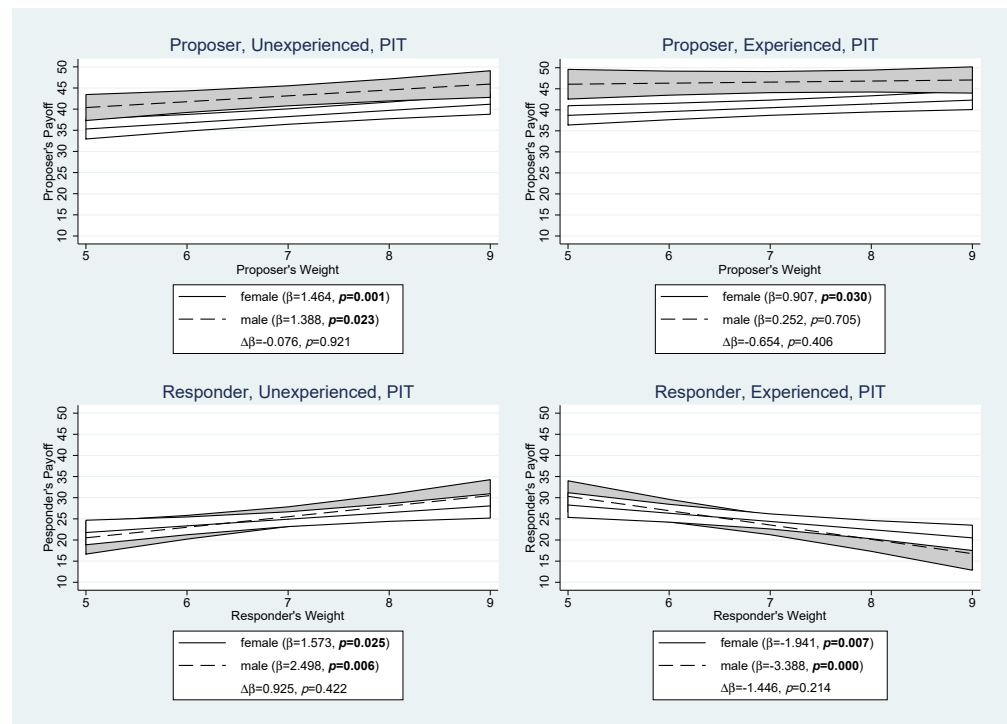 Proposer, Unexperienced, PIT
Proposer's Payoff
50
45
40
35
30
25
20
15
10
5 6 7 8 9
Proposer's Weight
female (β=1.464, p=0.001)
male (β=1.388, p=0.023)
Δβ=-0.076, p=0.921
Proposer, Experienced, PIT
Proposer's Payoff
50
45
40
35
30
25
20
15
10
5 6 7 8 9
Proposer's Weight
female (β=0.907, p=0.030)
male (β=0.252, p=0.705)
Δβ=-0.654, p=0.406
Responder, Unexperienced, PIT
Pesponder's Payoff
50
45
40
35
30
25
20
15
10
5 6 7 8 9
Responder's Weight
female (β=1.573, p=0.025)
male (β=2.498, p=0.006)
Δβ=0.925, p=0.422
Responder, Experienced, PIT
Responder's Payoff
50
45
40
35
30
25
20
15
10
5 6 7 8 9
Responder's Weight
female (β=-1.941, p=0.007)
male (β=-3.388, p=0.000)
Δβ=-1.446, p=0.214